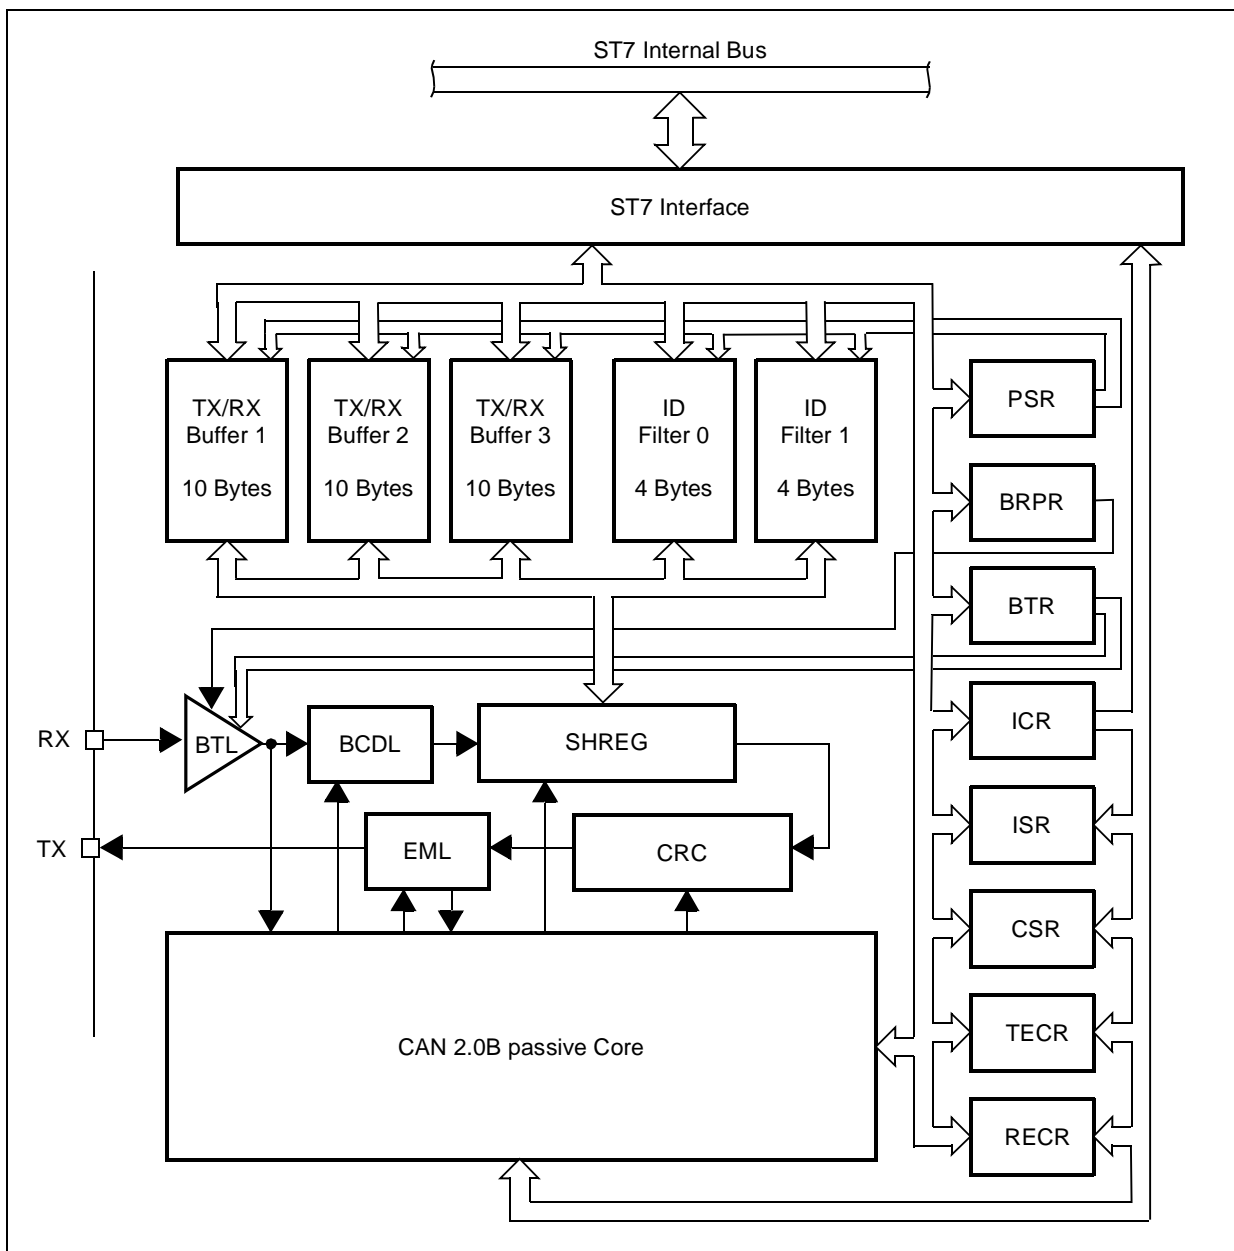 ST7 Internal Bus
ST7 Interface
TX/RX
Buffer 1
10 Bytes
TX/RX
Buffer 2
10 Bytes
TX/RX
Buffer 3
10 Bytes
ID
Filter 0
4 Bytes
ID
Filter 1
4 Bytes
PSR
BRPR
BTR
ICR
ISR
CSR
TECR
RECR
RX
BTL
BCDL
SHREG
TX
EML
CRC
CAN 2.0B passive Core